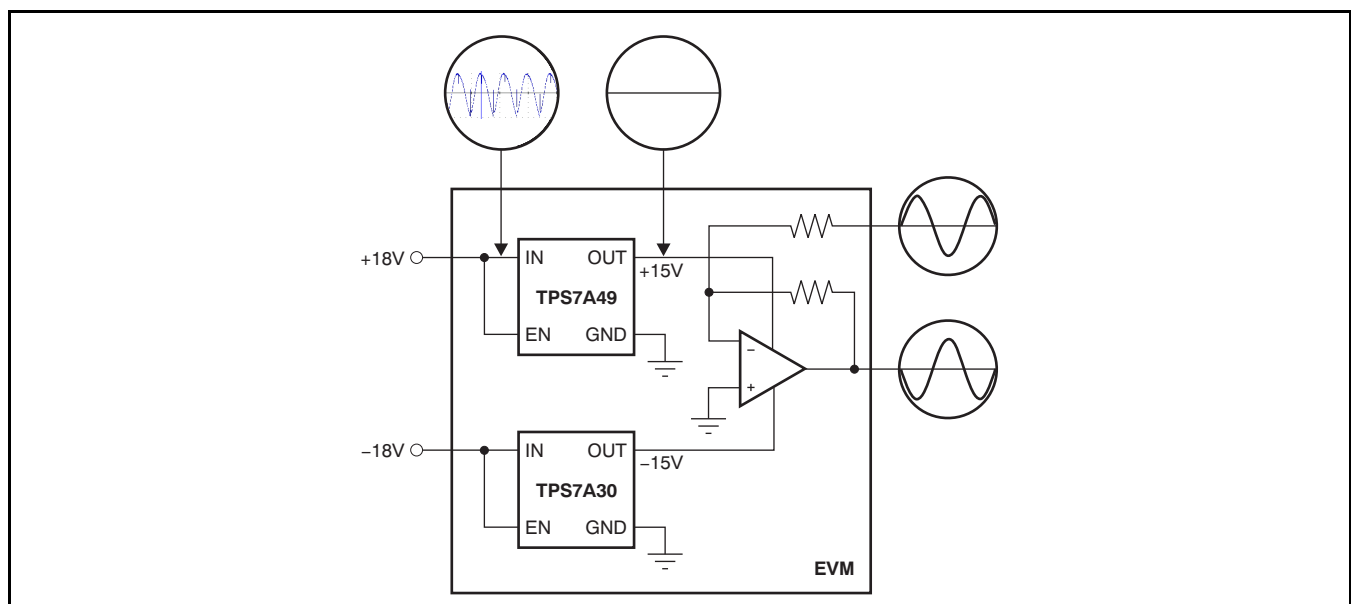 +18V
IN OUT
+15V
TPS7A49
EN GND
−
+
−18V
IN OUT
−15V
TPS7A30
EN GND
EVM